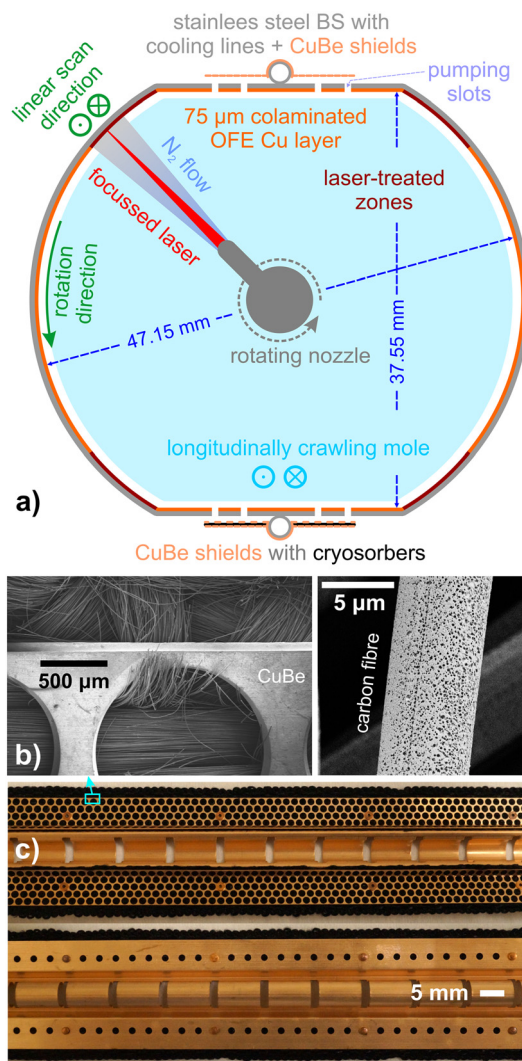 stainlees steel BS with
cooling lines + CuBe shields
pumping
slots
linear scan
direction
75 µm colaminated
OFE Cu layer
N₂ flow
focussed laser
laser-treated
zones
rotation
direction
47.15 mm
37.55 mm
rotating nozzle
longitudinally crawling mole
a)
CuBe shields with cryosorbers
500 µm
CuBe
b)
5 µm
carbon fibre
c)
5 mm